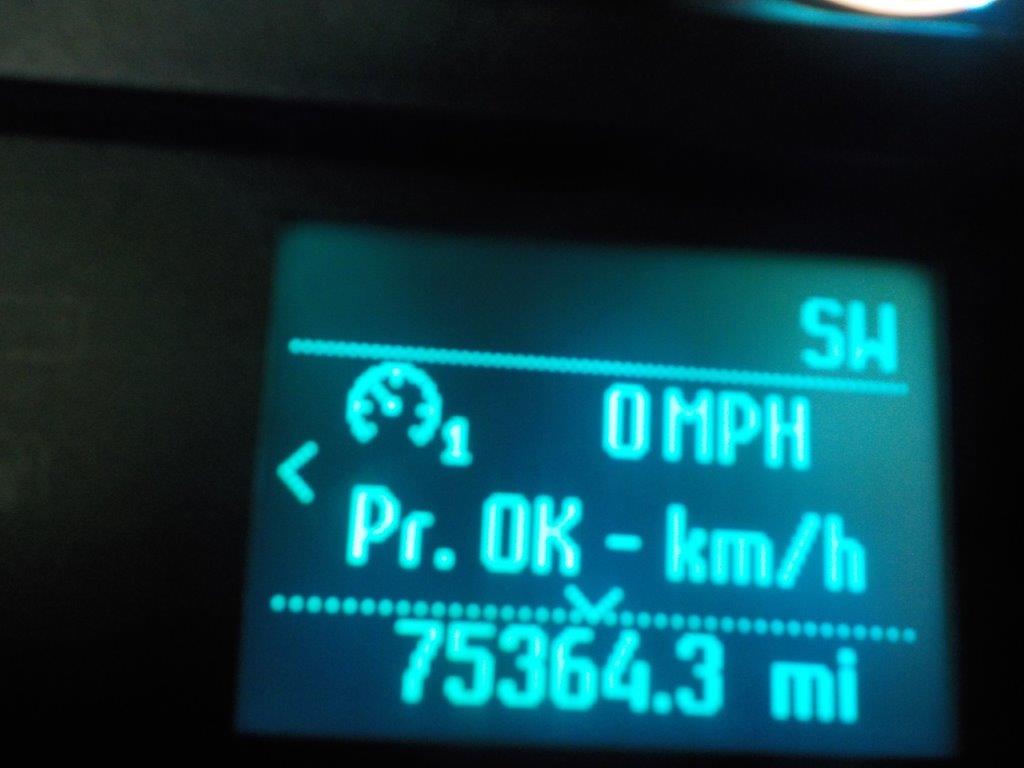 SW
1 0 MPH
Pr. OK - km/h
75364.3 mi